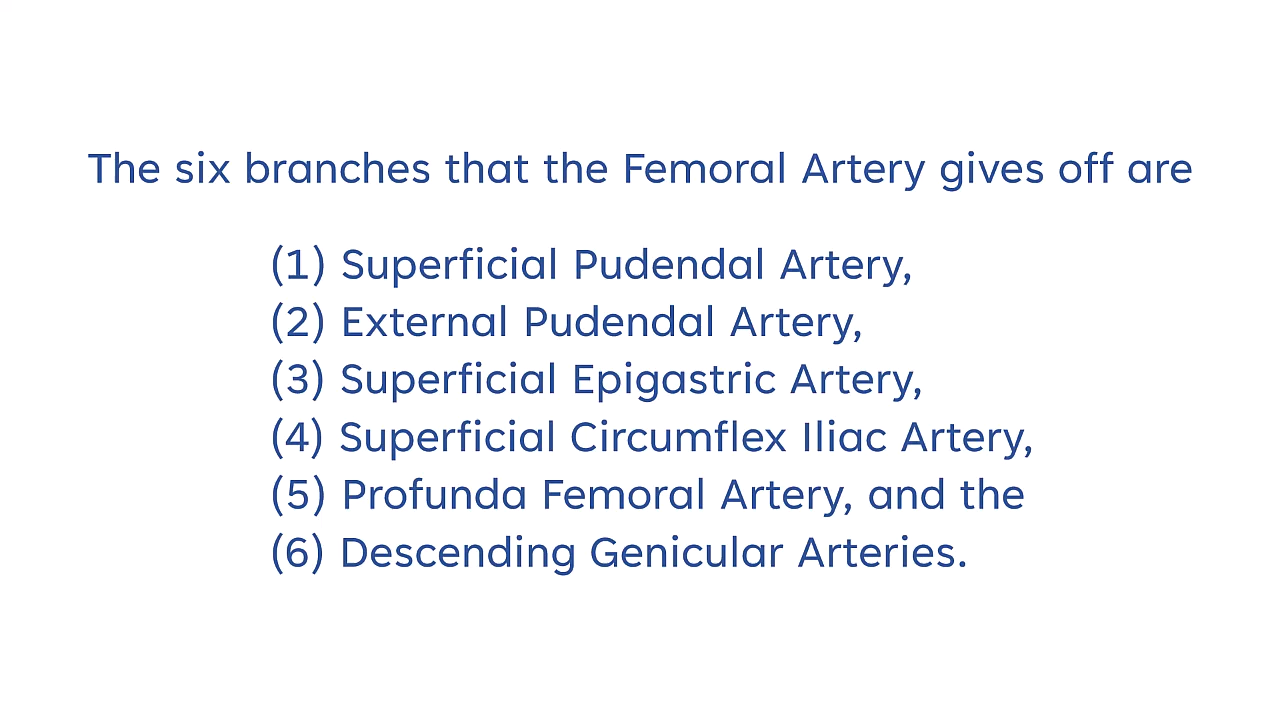 The six branches that the Femoral Artery gives off are
(1) Superficial Pudendal Artery,
(2) External Pudendal Artery,
(3) Superficial Epigastric Artery,
(4) Superficial Circumflex Iliac Artery,
(5) Profunda Femoral Artery, and the
(6) Descending Genicular Arteries.